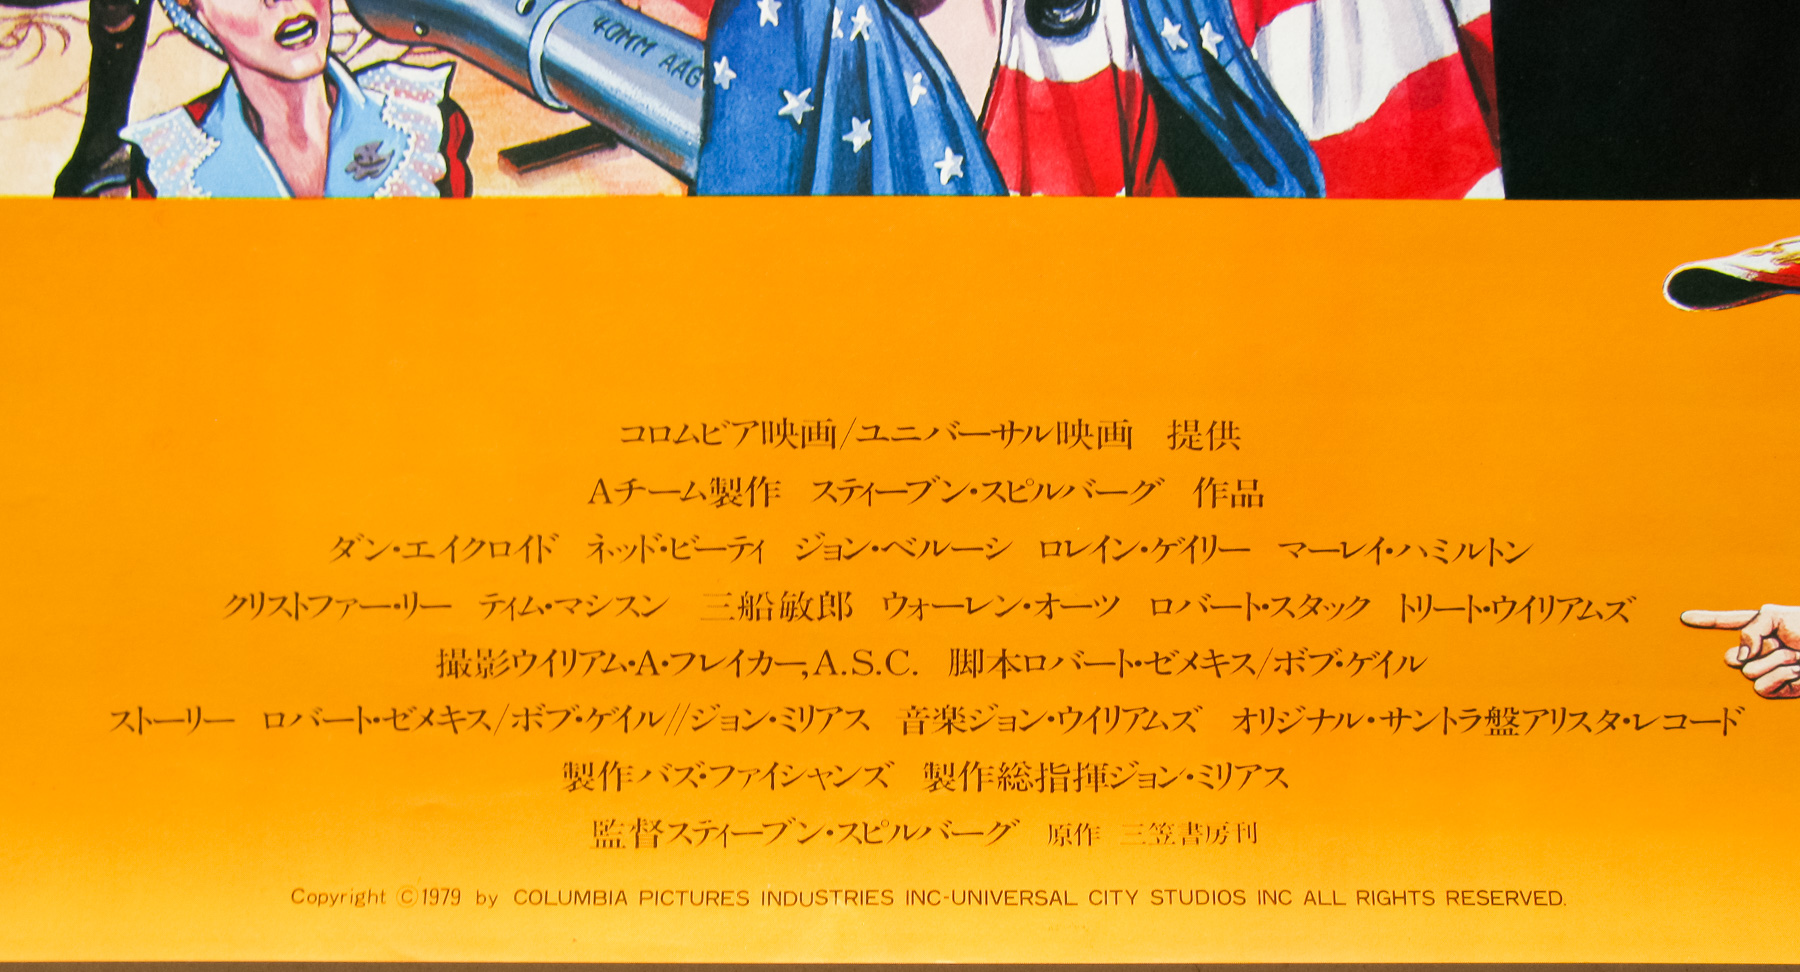 40MM AAG
コロムビア映画/ユニバーサル映画 提供
Aチーム製作 スティーブン・スピルバーグ 作品
ダン・エイクロイド ネッド・ビーティ ジョン・ベルーシ ロレイン・ゲイリー マーレイ・ハミルトン
クリストファー・リー ティム・マシスン 三船敏郎 ウォーレン・オーツ ロバート・スタック トリート・ウイリアムズ
撮影ウイリアム・A・フレイカー,A.S.C. 脚本ロバート・ゼメキス/ボブ・ゲイル
ストーリー ロバート・ゼメキス/ボブ・ゲイル//ジョン・ミリアス 音楽ジョン・ウイリアムズ オリジナル・サントラ盤アリスタ・レコード
製作バズ・ファイシャンズ 製作総指揮ジョン・ミリアス
監督スティーブン・スピルバーグ 原作 三笠書房刊
Copyright ©1979 by COLUMBIA PICTURES INDUSTRIES INC-UNIVERSAL CITY STUDIOS INC ALL RIGHTS RESERVED.